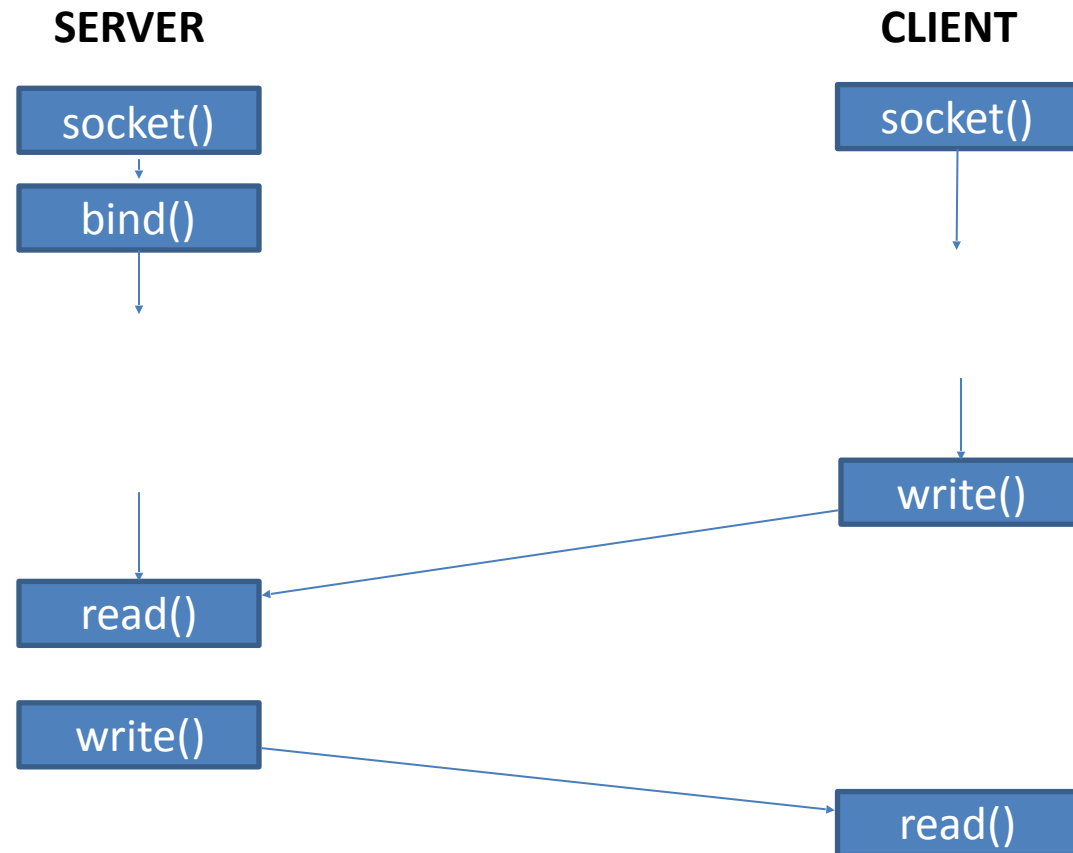 SERVER
CLIENT
socket()
socket()
bind()
write()
read()
write()
read()